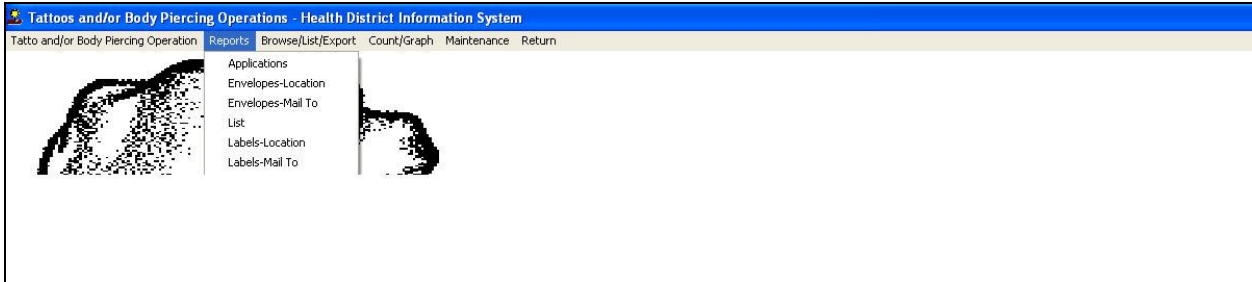 Tattoos and/or Body Piercing Operations - Health District Information System
Tatto and/or Body Piercing Operation Reports Browse/List/Export Count/Graph Maintenance Return
Applications
Envelopes-Location
Envelopes-Mail To
List
Labels-Location
Labels-Mail To